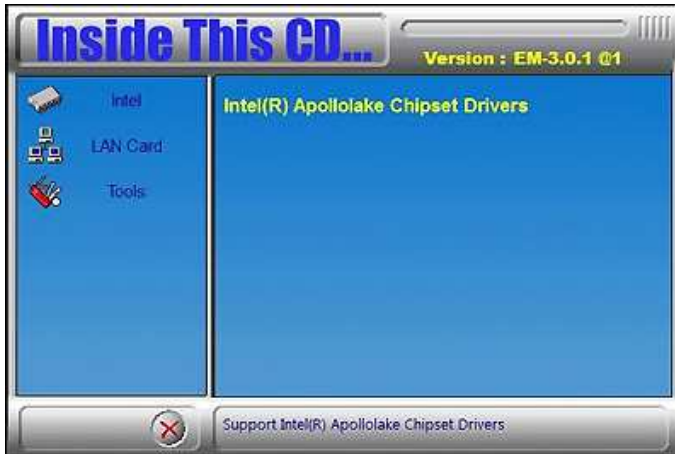 Inside This CD...
Version : EM-3.0.1 @1
Intel
LAN Card
Tools
Intel(R) Apollolake Chipset Drivers
Support Intel(R) Apollolake Chipset Drivers